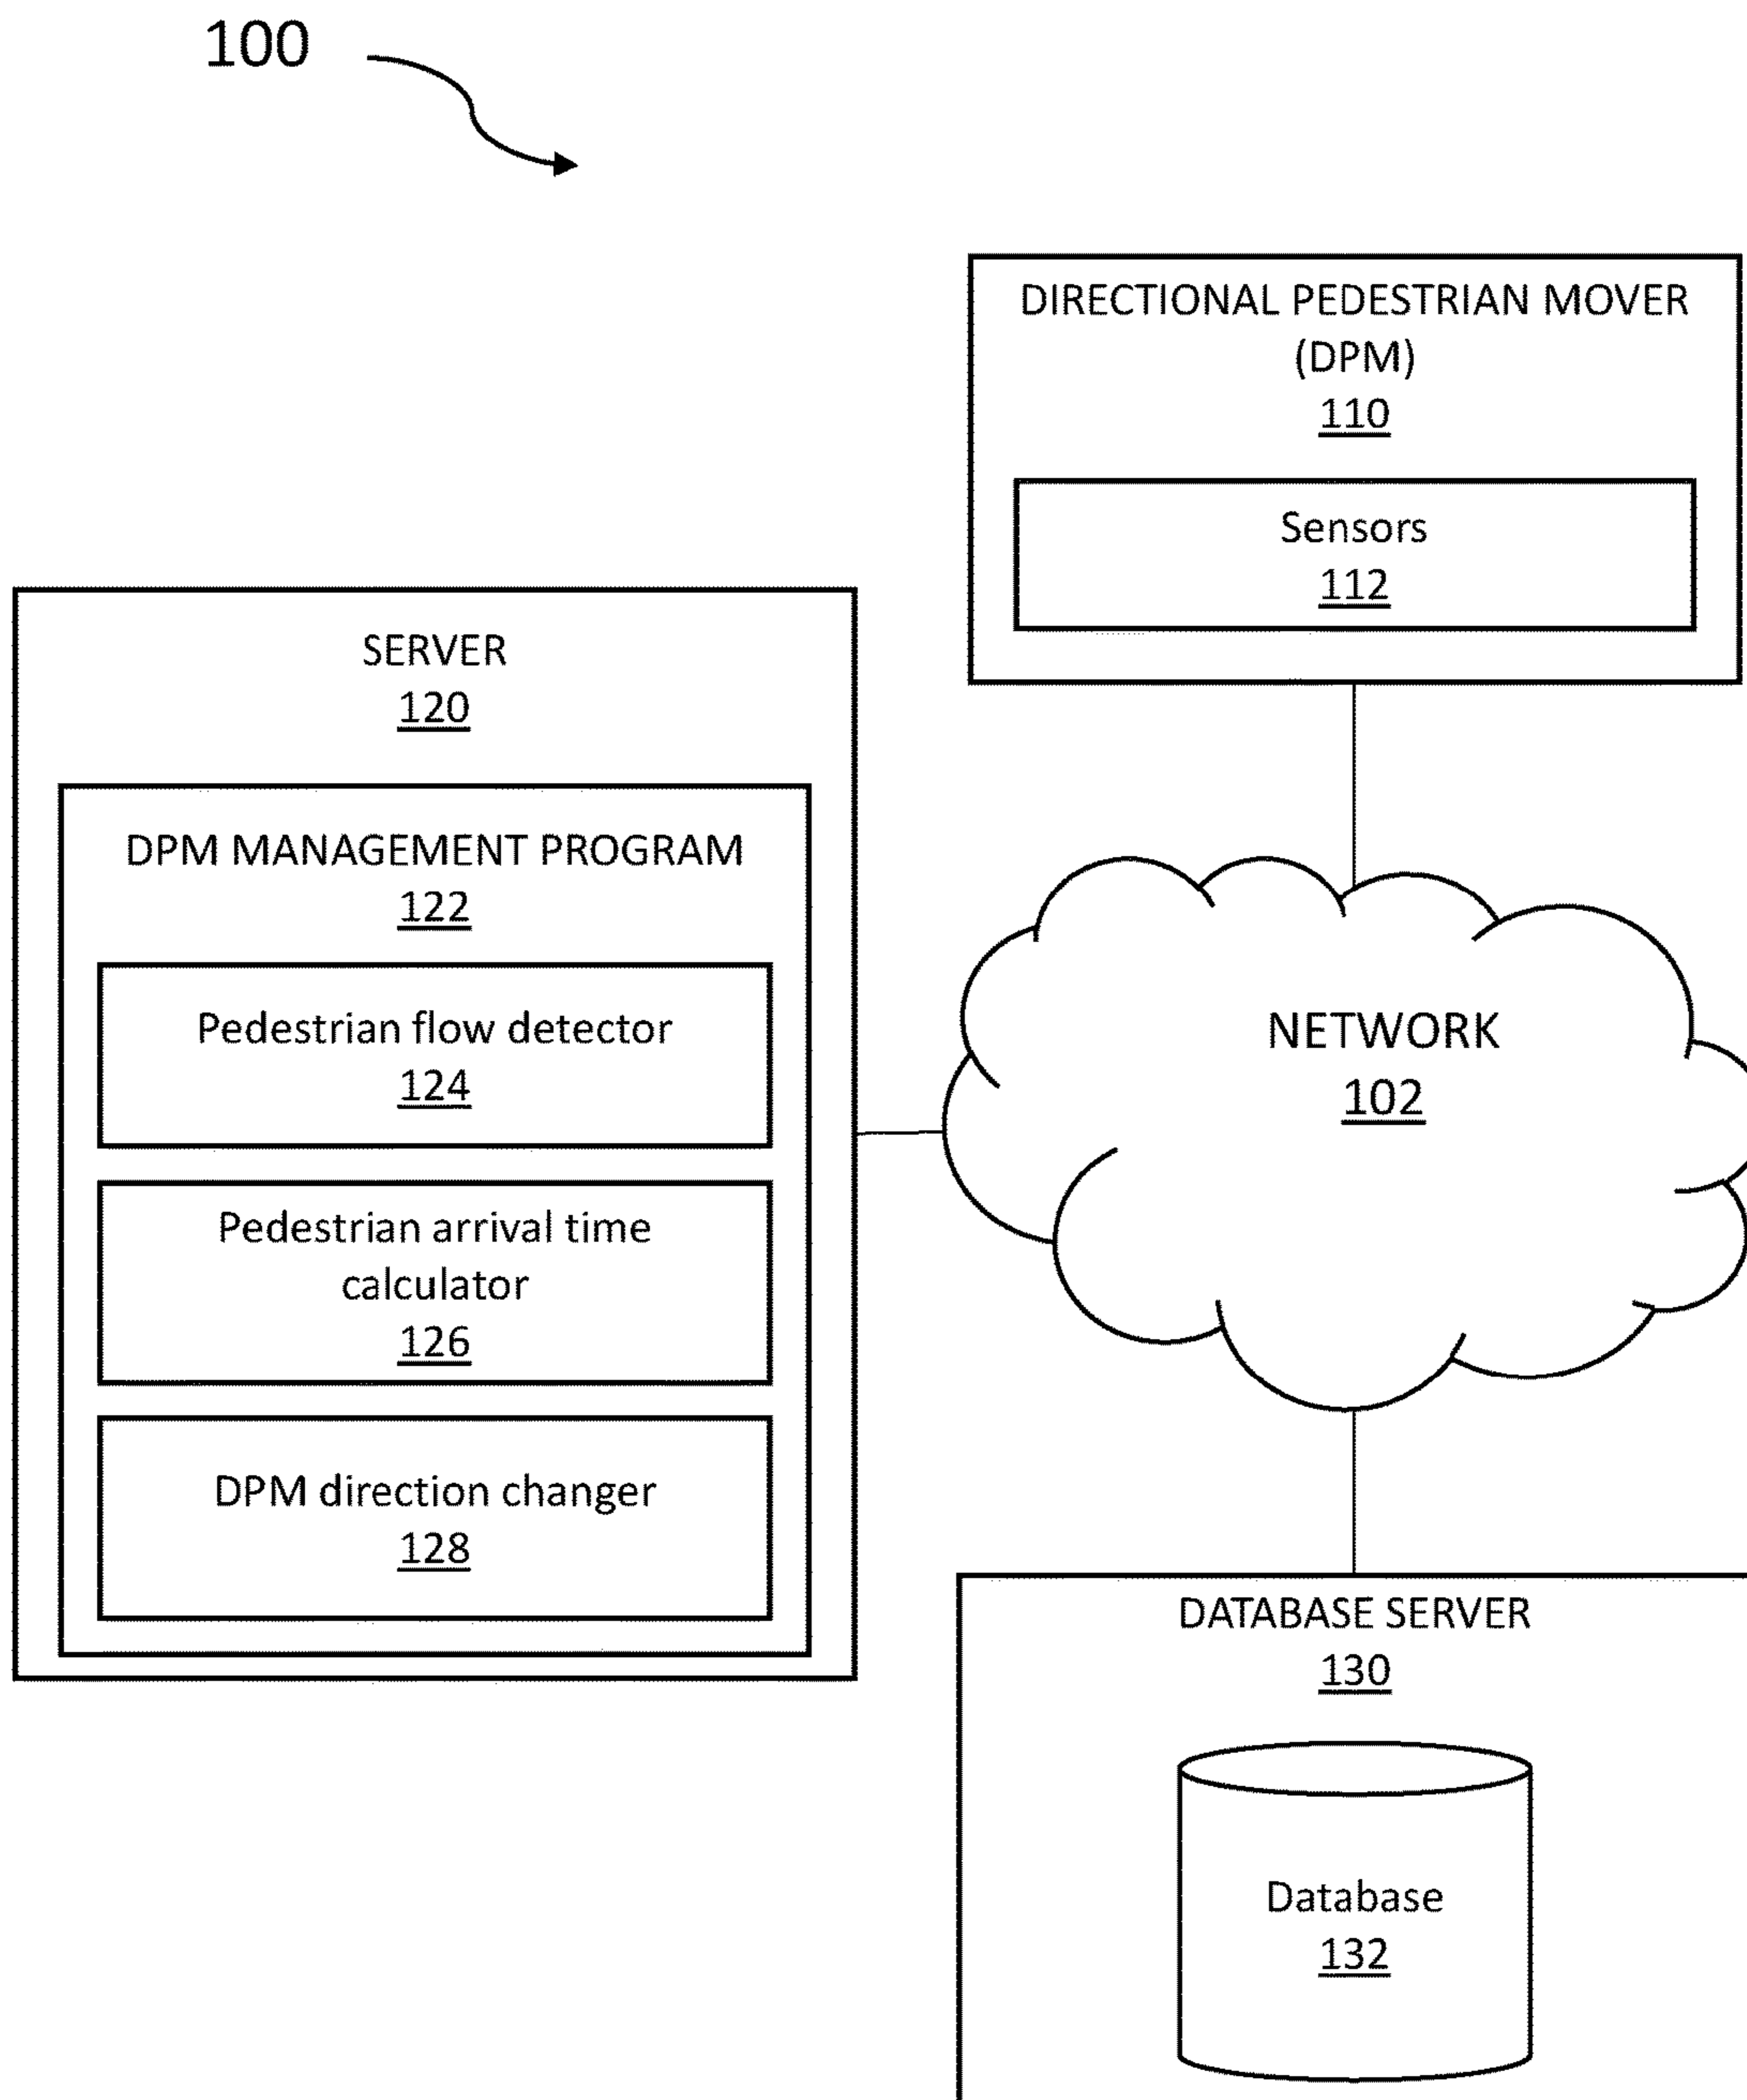 100
DIRECTIONAL PEDESTRIAN MOVER
(DPM)
110
Sensors
112
SERVER
120
DPM MANAGEMENT PROGRAM
122
Pedestrian flow detector
124
Pedestrian arrival time
calculator
126
DPM direction changer
128
NETWORK
102
DATABASE SERVER
130
Database
132